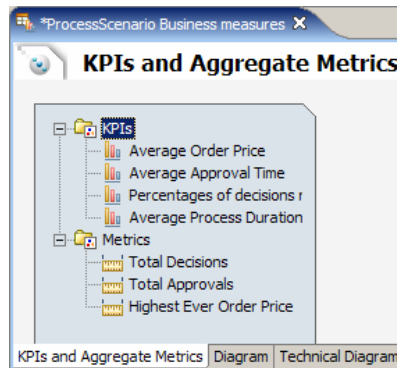 *ProcessScenario Business measures
KPIs and Aggregate Metrics
KPIs
Average Order Price
Average Approval Time
Percentages of decisions r
Average Process Duration
Metrics
Total Decisions
Total Approvals
Highest Ever Order Price
KPIs and Aggregate Metrics Diagram Technical Diagram